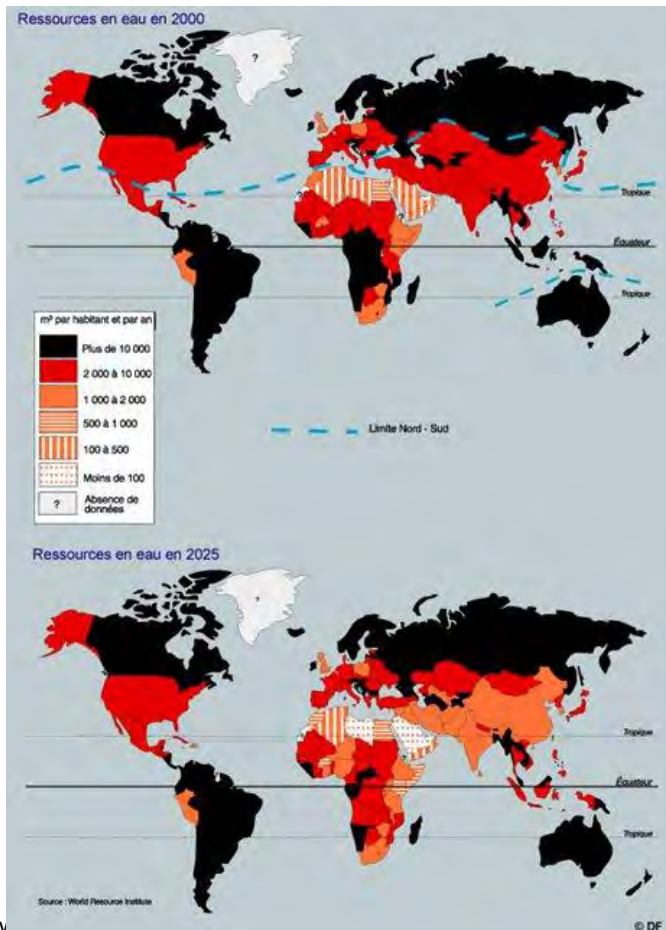 Ressources en eau en 2000
?
?
?
Tropique
Équateur
Tropique
m³ par habitant et par an
Plus de 10 000
2 000 à 10 000
1 000 à 2 000
500 à 1 000
100 à 500
Moins de 100
? Absence de données
Limite Nord - Sud
Ressources en eau en 2025
?
Tropique
Équateur
Tropique
Source : World Resource Institute
© DF